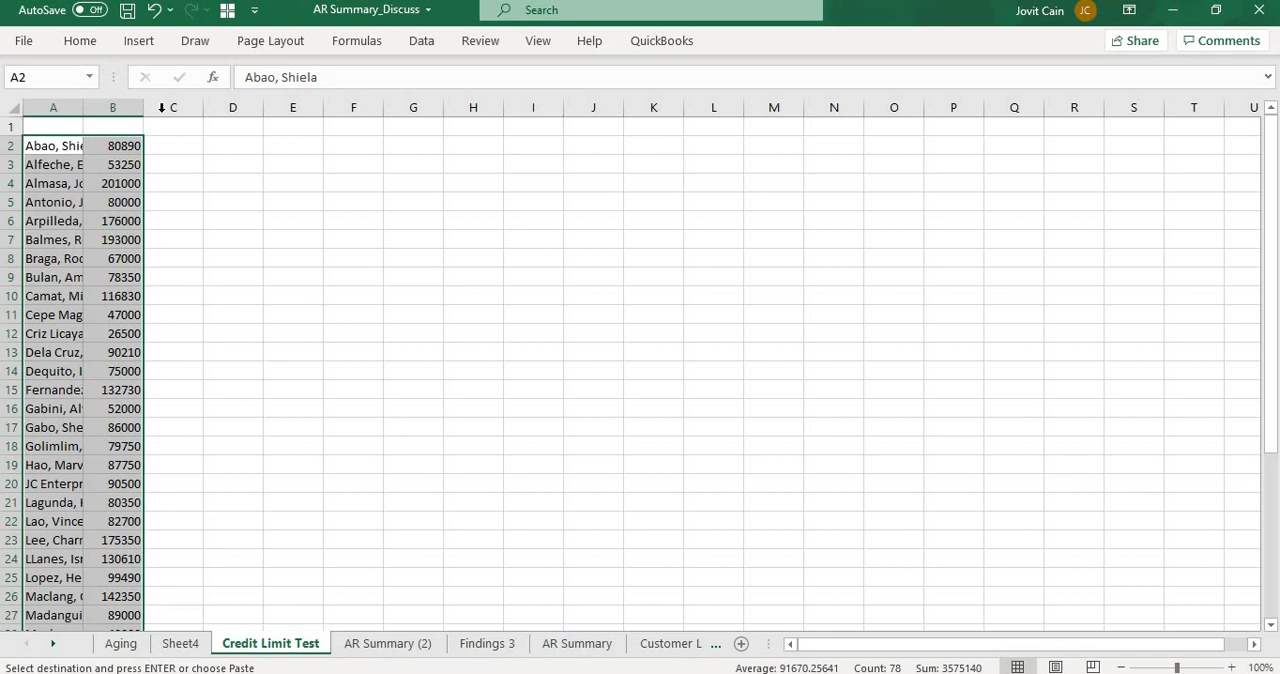 AutoSave Off AR Summary_Discuss Search Jovit Cain JC
File Home Insert Draw Page Layout Formulas Data Review View Help QuickBooks Share Comments
A2 fx Abao, Shiela
A B C D E F G H I J K L M N O P Q R S T U
1
2 Abao, Shie 80890
3 Alfeche, E 53250
4 Almasa, Jo 201000
5 Antonio, J 80000
6 Arpilleda, 176000
7 Balmes, R 193000
8 Braga, Roc 67000
9 Bulan, Am 78350
10 Camat, Mi 116830
11 Cepe Mag 47000
12 Criz Licaya 26500
13 Dela Cruz, 90210
14 Dequito, I 75000
15 Fernande 132730
16 Gabini, Al 52000
17 Gabo, She 86000
18 Golimlim, 79750
19 Hao, Marv 87750
20 JC Enterpr 90500
21 Lagunda, 80350
22 Lao, Vince 82700
23 Lee, Charr 175350
24 LLanes, Isr 130610
25 Lopez, He 99490
26 Maclang, 142350
27 Madangui 89000
Aging Sheet4 Credit Limit Test AR Summary (2) Findings 3 AR Summary Customer L ...
Select destination and press ENTER or choose Paste Average: 91670.25641 Count: 78 Sum: 3575140 100%